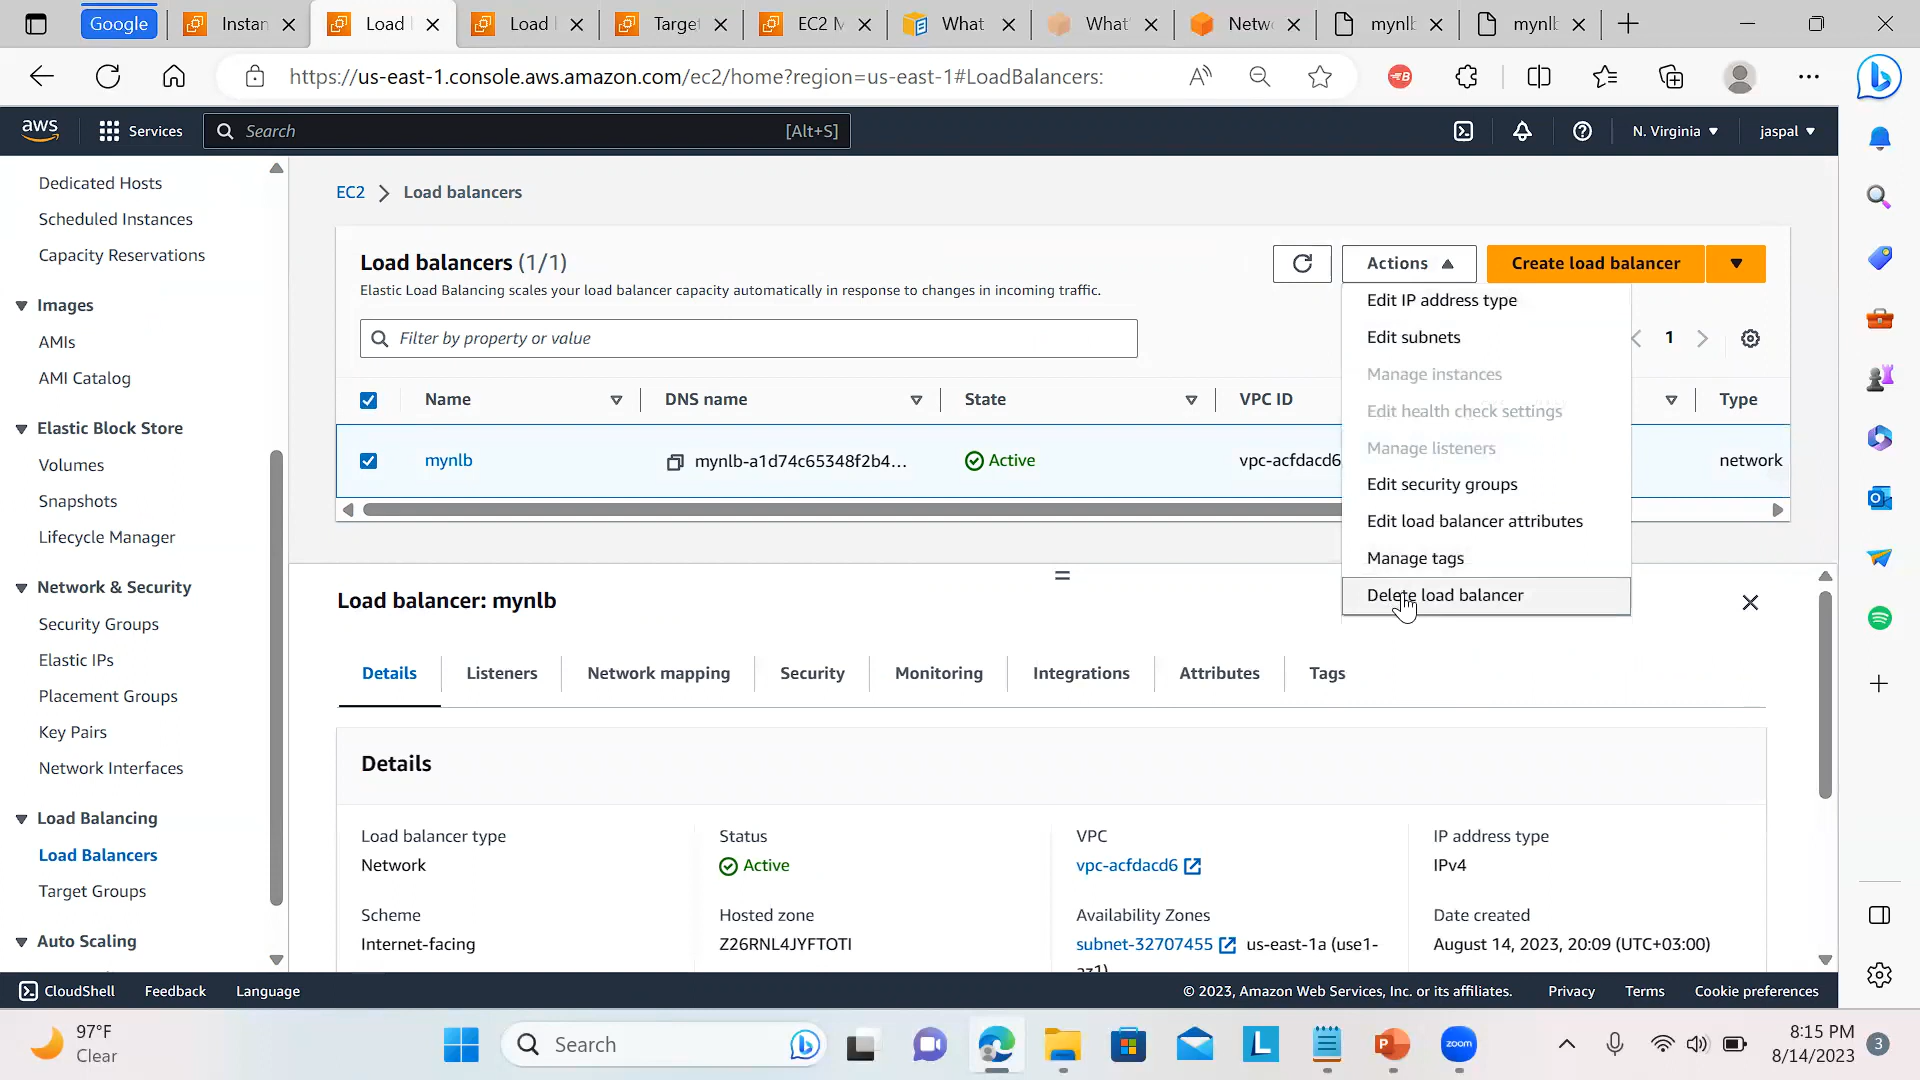 Google
Instan
Load
Load
Targe
EC2 M
What
What
Netw
mynlb
mynlb
https://us-east-1.console.aws.amazon.com/ec2/home?region=us-east-1#LoadBalancers:
aws
Services
Search
[Alt+S]
N. Virginia
jaspal
Dedicated Hosts
Scheduled Instances
Capacity Reservations
Images
AMIs
AMI Catalog
Elastic Block Store
Volumes
Snapshots
Lifecycle Manager
Network & Security
Security Groups
Elastic IPs
Placement Groups
Key Pairs
Network Interfaces
Load Balancing
Load Balancers
Target Groups
Auto Scaling
EC2 > Load balancers
Load balancers (1/1)
Elastic Load Balancing scales your load balancer capacity automatically in response to changes in incoming traffic.
Actions
Create load balancer
Filter by property or value
1
Name
DNS name
State
VPC ID
Type
mynlb
mynlb-a1d74c65348f2b4...
Active
vpc-acfdacd6
network
Edit IP address type
Edit subnets
Manage instances
Edit health check settings
Manage listeners
Edit security groups
Edit load balancer attributes
Manage tags
Delete load balancer
Load balancer: mynlb
Details
Listeners
Network mapping
Security
Monitoring
Integrations
Attributes
Tags
Details
Load balancer type
Network
Status
Active
VPC
vpc-acfdacd6
IP address type
IPv4
Scheme
Internet-facing
Hosted zone
Z26RNL4JYFTOTI
Availability Zones
subnet-32707455 us-east-1a (use1-
az1)
Date created
August 14, 2023, 20:09 (UTC+03:00)
CloudShell
Feedback
Language
© 2023, Amazon Web Services, Inc. or its affiliates.
Privacy
Terms
Cookie preferences
97°F
Clear
Search
zoom
8:15 PM
8/14/2023
3